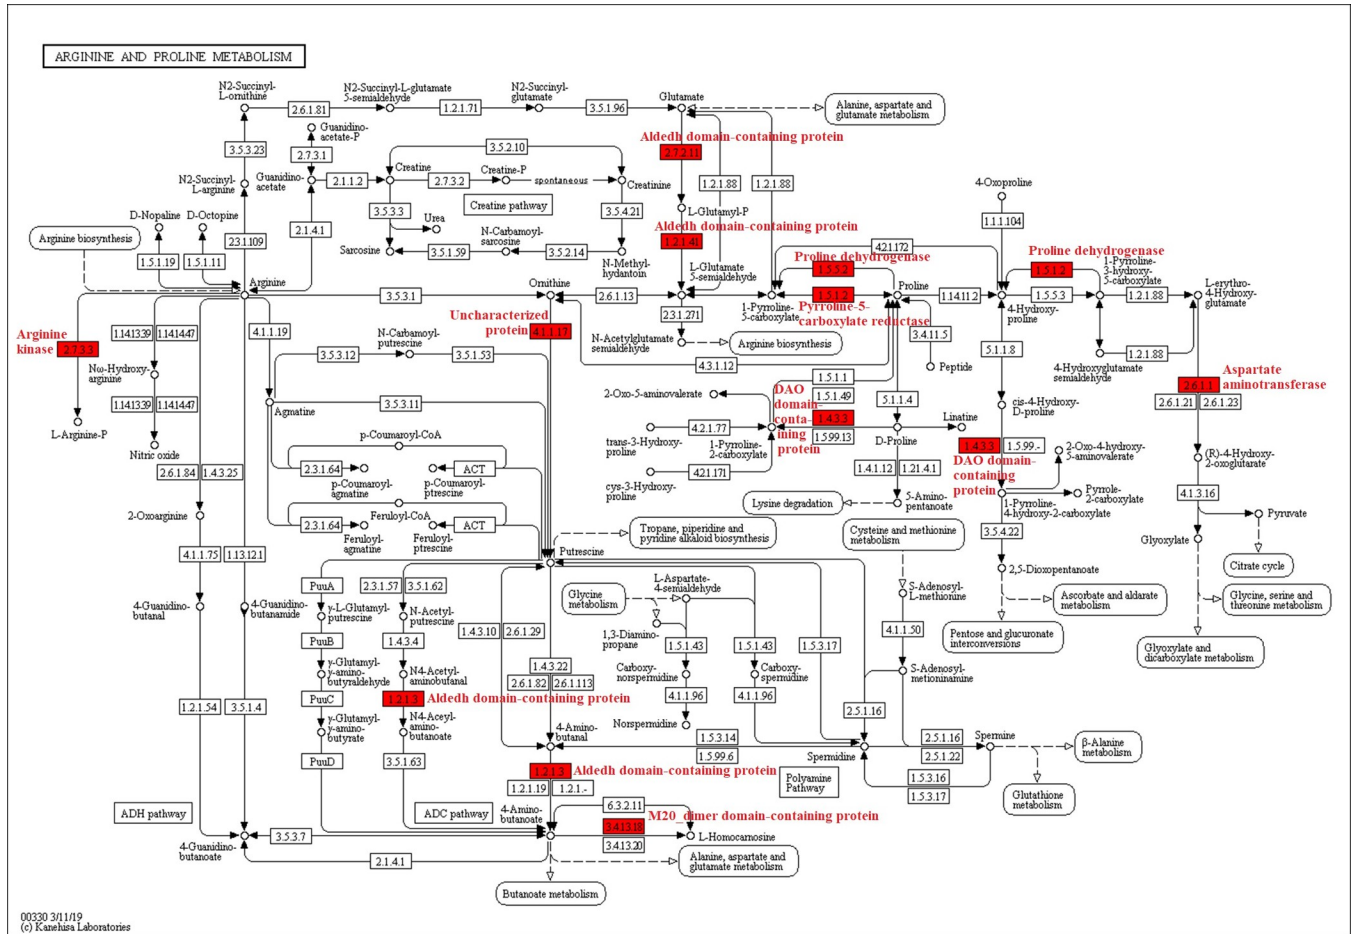 ARGININE AND PROLINE METABOLISM
N2-Succinyl-
L-ornithine
2.6.1.81
N2-Succinyl-L-glutamate
5-semialdehyde
1.2.1.71
N2-Succinyl-
glutamate
3.5.1.96
Glutamate
Alanine, aspartate and
glutamate metabolism
Guanidino-
acetate-P
2.7.3.1
3.5.3.23
N2-Succinyl-
L-arginine
Guanidino-
acetate
2.1.1.2
Creatine
2.7.3.2
Creatine-P
spontaneous
Creatinine
3.5.2.10
Creatine pathway
3.5.3.3
Urea
3.5.4.21
Sarcosine
3.5.1.59
N-Carbamoyl-
sarcosine
3.5.2.14
N-Methyl-
hydantoin
Aldedh domain-containing protein
2.7.2.11
1.2.1.88
1.2.1.88
L-Glutamyl-P
Aldedh domain-containing protein
1.2.1.41
L-Glutamate
5-semialdehyde
4-Oxoproline
1.1.1.104
4.2.1.172
D-Nopaline
D-Octopine
Arginine biosynthesis
1.5.1.19
1.5.1.11
2.3.1.109
2.1.4.1
Arginine
3.5.3.1
Ornithine
2.6.1.13
Proline dehydrogenase
1.5.5.2
1.5.1.2
Pyrroline-5-
carboxylate reductase
1-Pyrroline-
5-carboxylate
Proline
1.14.11.2
4-Hydroxy-
proline
Proline dehydrogenase
1.5.1.2
1.5.5.3
1-Pyrroline-
3-hydroxy-
5-carboxylate
1.2.1.88
L-erythro-
4-Hydroxy-
glutamate
1.2.1.88
4-Hydroxyglutamate
semialdehyde
2.3.1.271
N-Acetylglutamate
semialdehyde
Arginine biosynthesis
3.4.11.5
Peptide
4.3.1.12
Arginine
kinase
2.7.3.3
L-Arginine-P
1.14.13.39
1.14.14.47
Nω-Hydroxy-
arginine
1.14.13.39
1.14.14.47
Nitric oxide
4.1.1.19
Agmatine
N-Carbamoyl-
putrescine
3.5.3.12
3.5.1.53
3.5.3.11
Uncharacterized
protein
4.1.1.17
5.1.1.8
cis-4-Hydroxy-
D-proline
Aspartate
aminotransferase
2.6.1.1
2.6.1.21
2.6.1.23
2-Oxo-5-aminovalerate
1.5.1.1
1.5.1.49
1.4.3.3
1.5.99.13
DAO
domain-
conta-
ining
protein
5.1.1.4
D-Proline
Linatine
trans-3-Hydroxy-
proline
4.2.1.77
1-Pyrroline-
2-carboxylate
4.2.1.171
cys-3-Hydroxy-
proline
1.4.1.12
1.21.4.1
Lysine degradation
5-Amino-
pentanoate
1.4.3.3
1.5.99.-
DAO domain-
containing
protein
2-Oxo-4-hydroxy-
5-aminovalerate
Pyrrole-
2-carboxylate
1-Pyrroline-
4-hydroxy-2-carboxylate
3.5.4.22
2,5-Dioxopentanoate
Ascorbate and aldarate
metabolism
Pentose and glucuronate
interconversions
(R)-4-Hydroxy-
2-oxoglutarate
4.1.3.16
Pyruvate
Glyoxylate
Citrate cycle
Glycine, serine and
threonine metabolism
Glyoxylate and
dicarboxylate metabolism
2.6.1.84
1.4.3.25
2-Oxoarginine
4.1.1.75
1.13.12.1
4-Guanidino-
butanal
4-Guanidino-
butanamide
1.2.1.54
3.5.1.4
p-Coumaroyl-CoA
2.3.1.64
ACT
p-Coumaroyl-
agmatine
p-Coumaroyl-
ptrescine
Feruloyl-CoA
2.3.1.64
ACT
Feruloyl-
agmatine
Feruloyl-
ptrescine
Tropane, piperidine and
pyridine alkaloid biosynthesis
Putrescine
Cysteine and methionine
metabolism
S-Adenosyl-
L-methionine
4.1.1.50
S-Adenosyl-
metioninamine
PuuA
γ-L-Glutamyl-
putrescine
PuuB
γ-Glutamyl-
γ-amino-
butyraldehyde
PuuC
γ-Glutamyl-
γ-amino-
butyrate
PuuD
2.3.1.57
3.5.1.62
N-Acetyl-
putrescine
1.4.3.4
N4-Acetyl-
aminobutanal
1.2.1.3
Aldedh domain-containing protein
N4-Aceyl-
amino-
butanoate
3.5.1.63
1.4.3.10
2.6.1.29
1.4.3.22
2.6.1.82
2.6.1.113
Glycine
metabolism
L-Aspartate-
4-semialdehyde
1,3-Diamino-
propane
1.5.1.43
1.5.1.43
1.5.3.17
Carboxy-
norspermidine
Carboxy-
spermidine
4.1.1.96
4.1.1.96
Norspermidine
2.5.1.16
4-Amino-
butanal
1.5.3.14
1.5.99.6
Spermidine
2.5.1.16
2.5.1.22
Spermine
1.5.3.16
1.5.3.17
β-Alanine
metabolism
Glutathione
metabolism
1.2.1.3
Aldedh domain-containing protein
1.2.1.19
1.2.1.-
Polyamine
Pathway
ADH pathway
ADC pathway
4-Amino-
butanoate
6.3.2.11
M20_dimer domain-containing protein
3.4.13.18
3.4.13.20
L-Homocarnosine
4-Guanidino-
butanoate
3.5.3.7
2.1.4.1
Alanine, aspartate and
glutamate metabolism
Butanoate metabolism
00330 3/11/19
(c) Kanehisa Laboratories